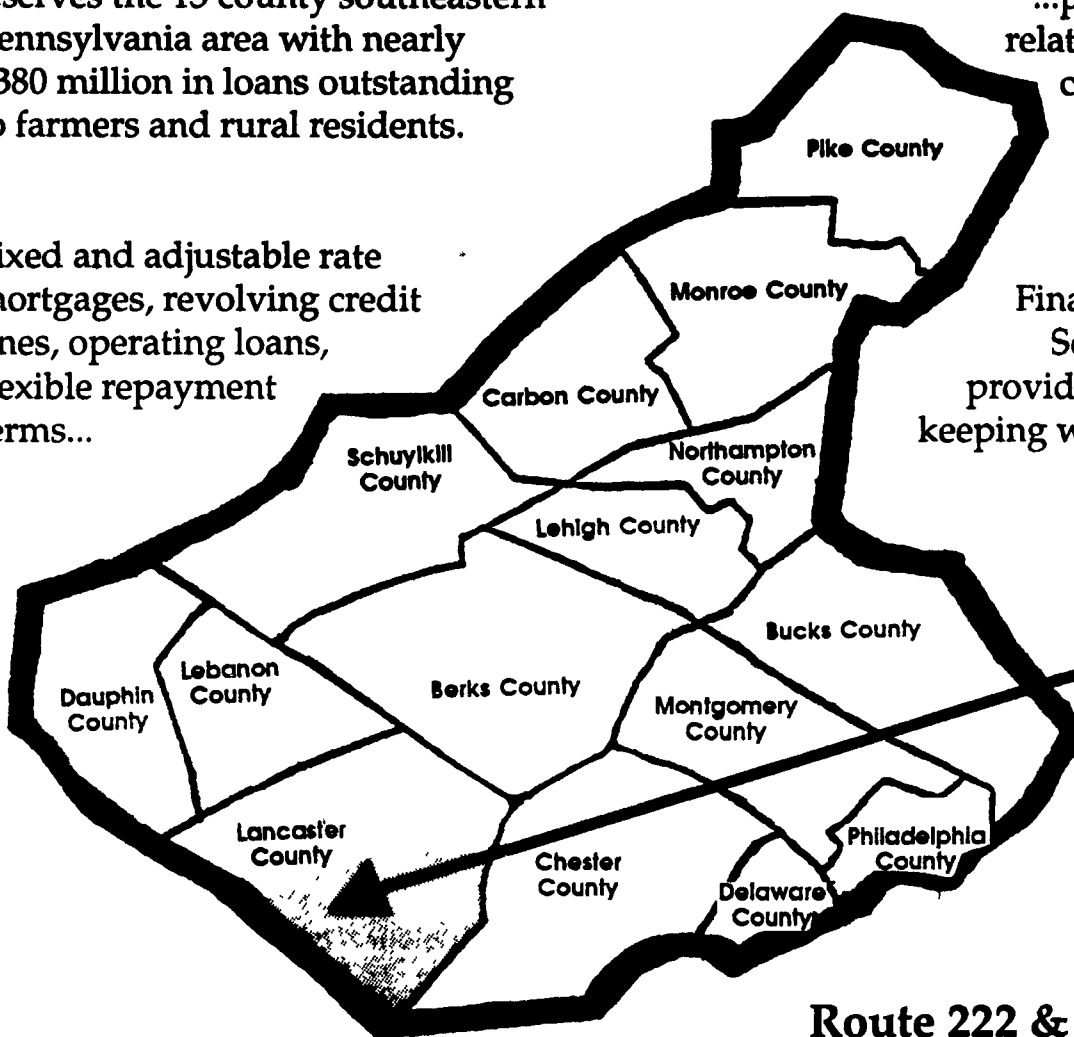 serves the 15 county southeastern
ennsylvania area with nearly
380 million in loans outstanding
o farmers and rural residents.
ixed and adjustable rate
ortgages, revolving credit
nes, operating loans,
exible repayment
erms...
...p
relat
c
Fina
Se
provid
keeping w
Pike County
Monroe County
Carbon County
Schuylkill
County
Northampton
County
Lehigh County
Bucks County
Lebanon
County
Dauphin
County
Berks County
Montgomery
County
Lancaster
County
Chester
County
Philadelphia
County
Delaware
County
Route 222 &